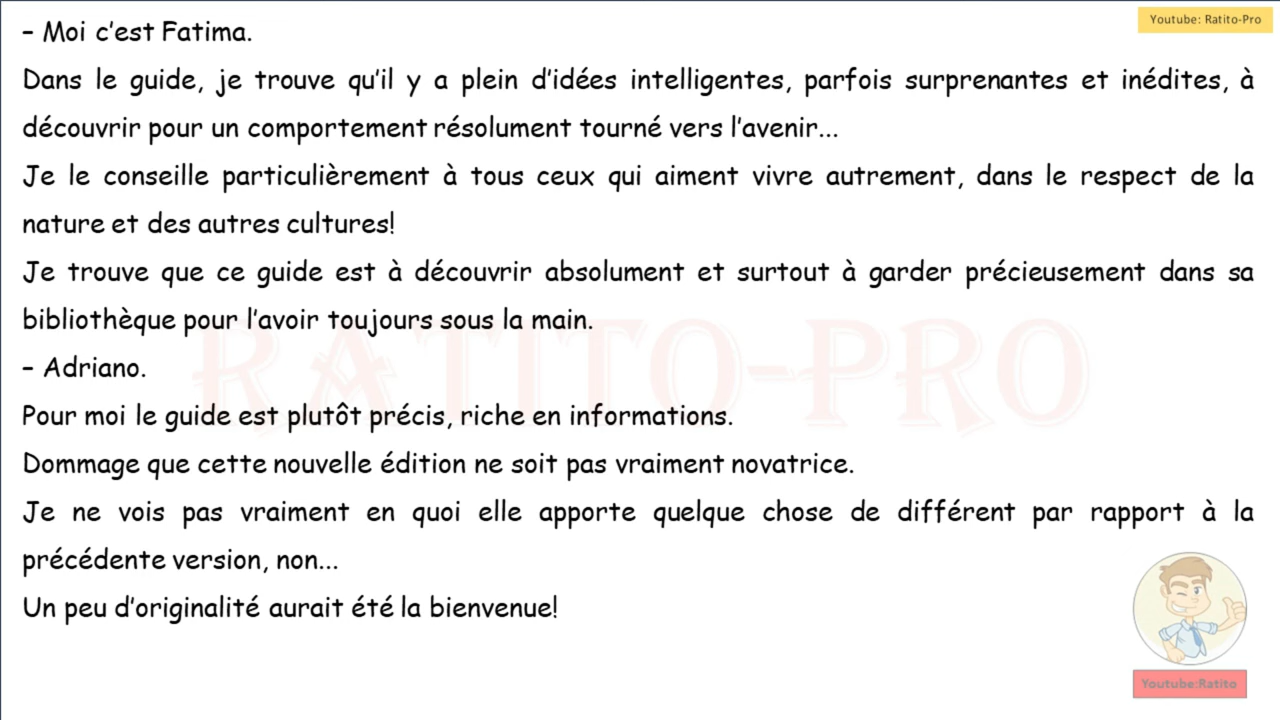 Youtube: Ratito-Pro
– Moi c'est Fatima.
Dans le guide, je trouve qu'il y a plein d'idées intelligentes, parfois surprenantes et inédites, à
découvrir pour un comportement résolument tourné vers l'avenir...
Je le conseille particulièrement à tous ceux qui aiment vivre autrement, dans le respect de la
nature et des autres cultures!
Je trouve que ce guide est à découvrir absolument et surtout à garder précieusement dans sa
bibliothèque pour l'avoir toujours sous la main.
RATITO-PRO
– Adriano.
Pour moi le guide est plutôt précis, riche en informations.
Dommage que cette nouvelle édition ne soit pas vraiment novatrice.
Je ne vois pas vraiment en quoi elle apporte quelque chose de différent par rapport à la
précédente version, non...
Un peu d'originalité aurait été la bienvenue!
Youtube:Ratito